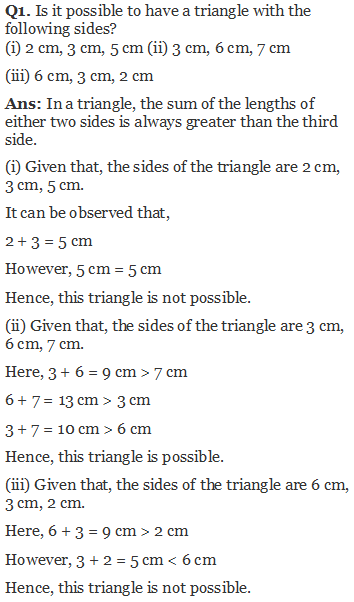 Q1. Is it possible to have a triangle with the
following sides?
(i) 2 cm, 3 cm, 5 cm (ii) 3 cm, 6 cm, 7 cm
(iii) 6 cm, 3 cm, 2 cm
Ans: In a triangle, the sum of the lengths of
either two sides is always greater than the third
side.
(i) Given that, the sides of the triangle are 2 cm,
3 cm, 5 cm.
It can be observed that,
2 + 3 = 5 cm
However, 5 cm = 5 cm
Hence, this triangle is not possible.
(ii) Given that, the sides of the triangle are 3 cm,
6 cm, 7 cm.
Here, 3 + 6 = 9 cm > 7 cm
6 + 7 = 13 cm > 3 cm
3 + 7 = 10 cm > 6 cm
Hence, this triangle is possible.
(iii) Given that, the sides of the triangle are 6 cm,
3 cm, 2 cm.
Here, 6 + 3 = 9 cm > 2 cm
However, 3 + 2 = 5 cm < 6 cm
Hence, this triangle is not possible.